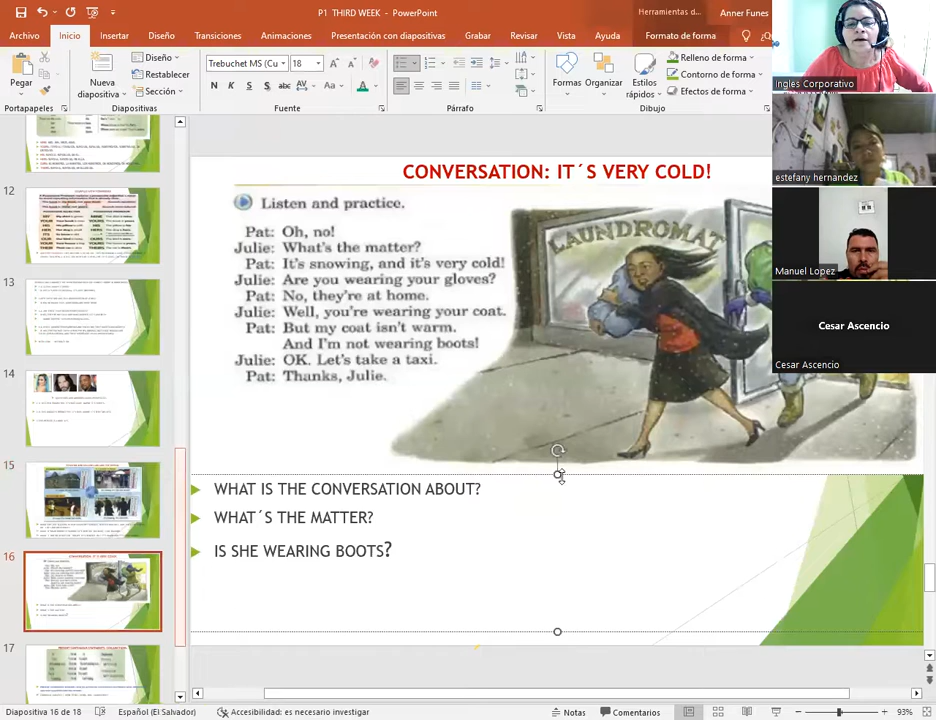 P1 THIRD WEEK - PowerPoint
Herramientas d...
Anner Funes
Archivo
Inicio
Insertar
Diseño
Transiciones
Animaciones
Presentación con diapositivas
Grabar
Revisar
Vista
Ayuda
Formato de forma
Pegar
Nueva diapositiva
Diseño
Restablecer
Sección
Trebuchet MS (Cu
18
N K S
Formas
Organizar
Estilos rápidos
Relleno de forma
Contorno de forma
Efectos de forma
Portapapeles
Diapositivas
Fuente
Párrafo
Dibujo
Ingles Corporativo
estefany hernandez
Manuel Lopez
Cesar Ascencio
Cesar Ascencio
12
13
14
15
16
17
CONVERSATION: IT´S VERY COLD!
Listen and practice.
LAUNDROMAT
Pat: Oh, no!
Julie: What's the matter?
Pat: It's snowing, and it's very cold!
Julie: Are you wearing your gloves?
Pat: No, they're at home.
Julie: Well, you're wearing your coat.
Pat: But my coat isn't warm.
And I'm not wearing boots!
Julie: OK. Let's take a taxi.
Pat: Thanks, Julie.
WHAT IS THE CONVERSATION ABOUT?
WHAT´S THE MATTER?
IS SHE WEARING BOOTS?
Diapositiva 16 de 18
Español (El Salvador)
Accesibilidad: es necesario investigar
Notas
Comentarios
93%